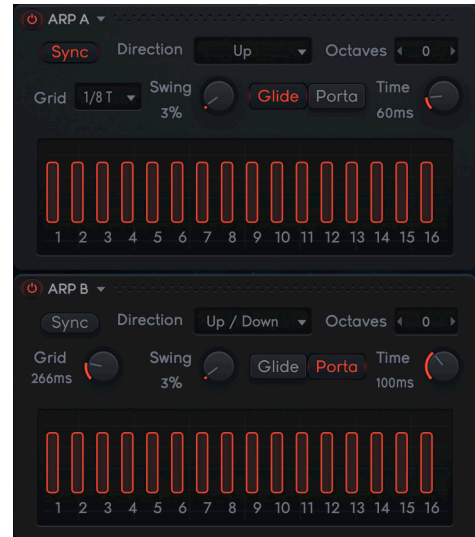 ARP A
Sync Direction Up Octaves 0
Grid 1/8 T Swing 3% Glide Porta Time 60ms
1 2 3 4 5 6 7 8 9 10 11 12 13 14 15 16
ARP B
Sync Direction Up / Down Octaves 0
Grid 266ms Swing 3% Glide Porta Time 100ms
1 2 3 4 5 6 7 8 9 10 11 12 13 14 15 16